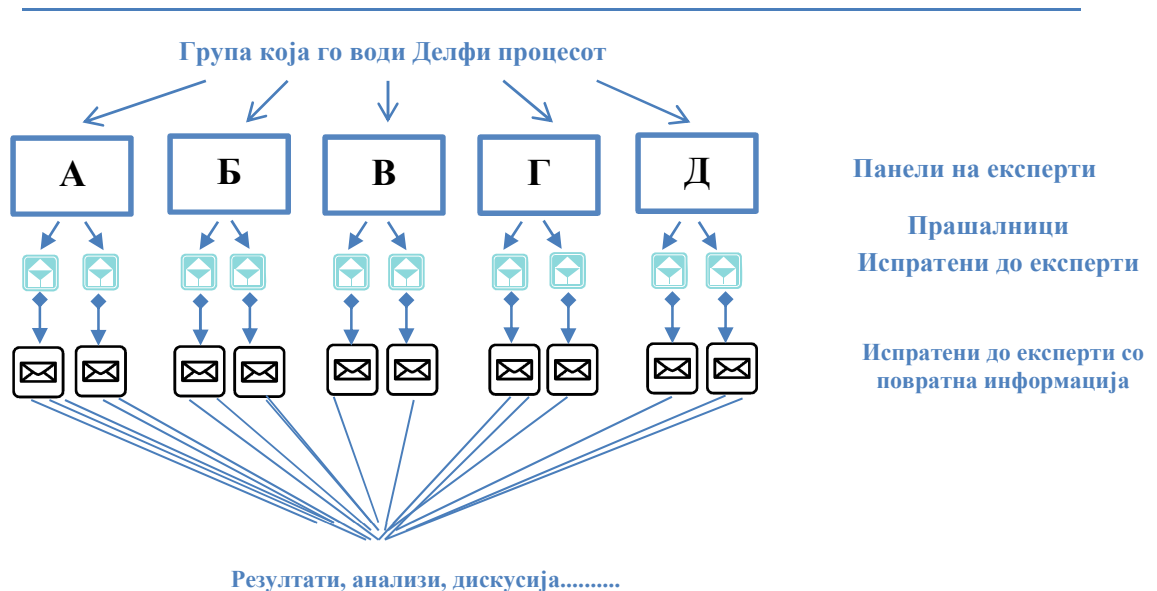 Група која го води Делфи процесот
А
Б
В
Г
Д
Панели на експерти
Прашалници
Испратени до експерти
Испратени до експерти со
повратна информација
Резултати, анализи, дискусија..........